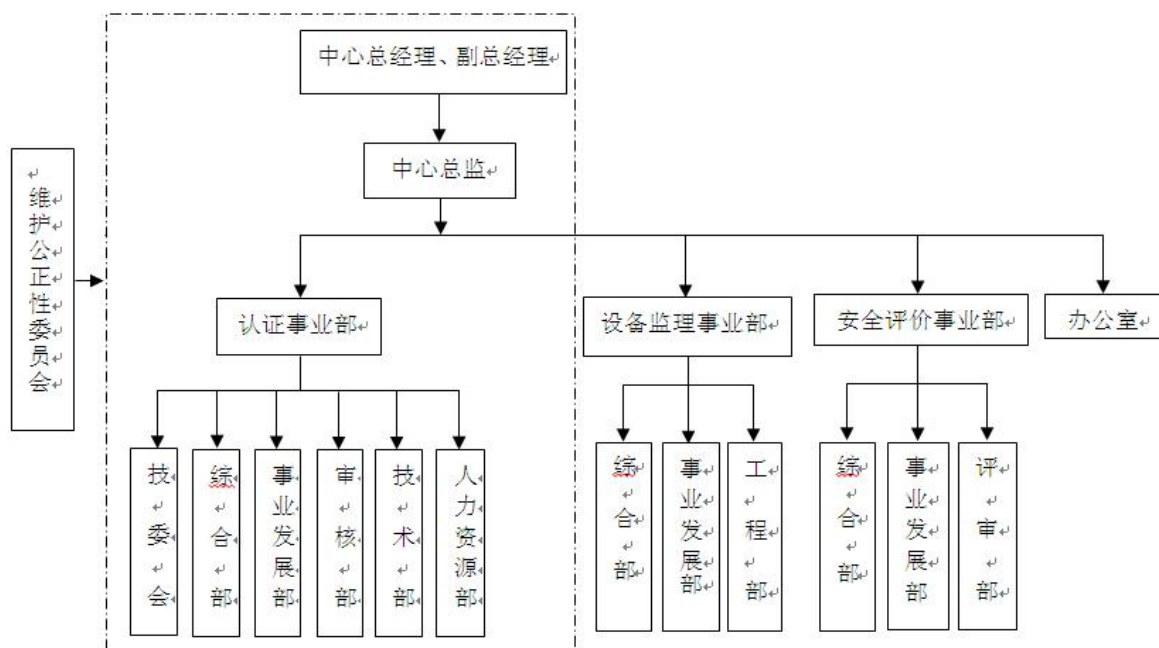 中心总经理、副总经理
中心总监
维护公正性委员会
认证事业部
设备监理事业部
安全评价事业部
办公室
技委会
综合部
事业发展部
审核部
技术部
人力资源部
综合部
事业发展部
工程部
综合部
事业发展部
评审部